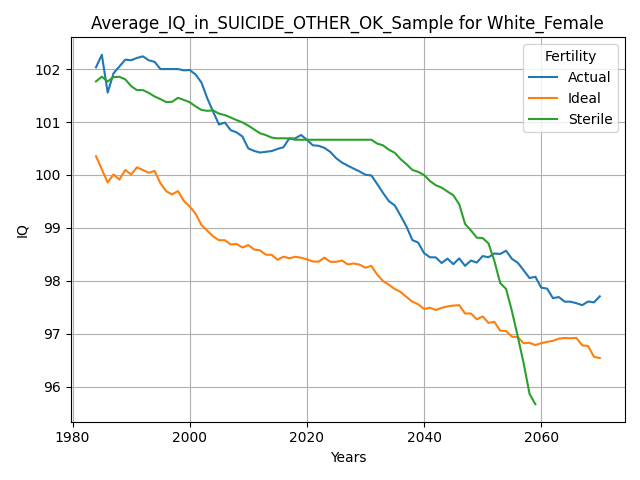 Average_IQ_in_SUICIDE_OTHER_OK_Sample for White_Female
Fertility
Actual
Ideal
Sterile
102
101
100
99
98
97
96
IQ
1980
2000
2020
2040
2060
Years